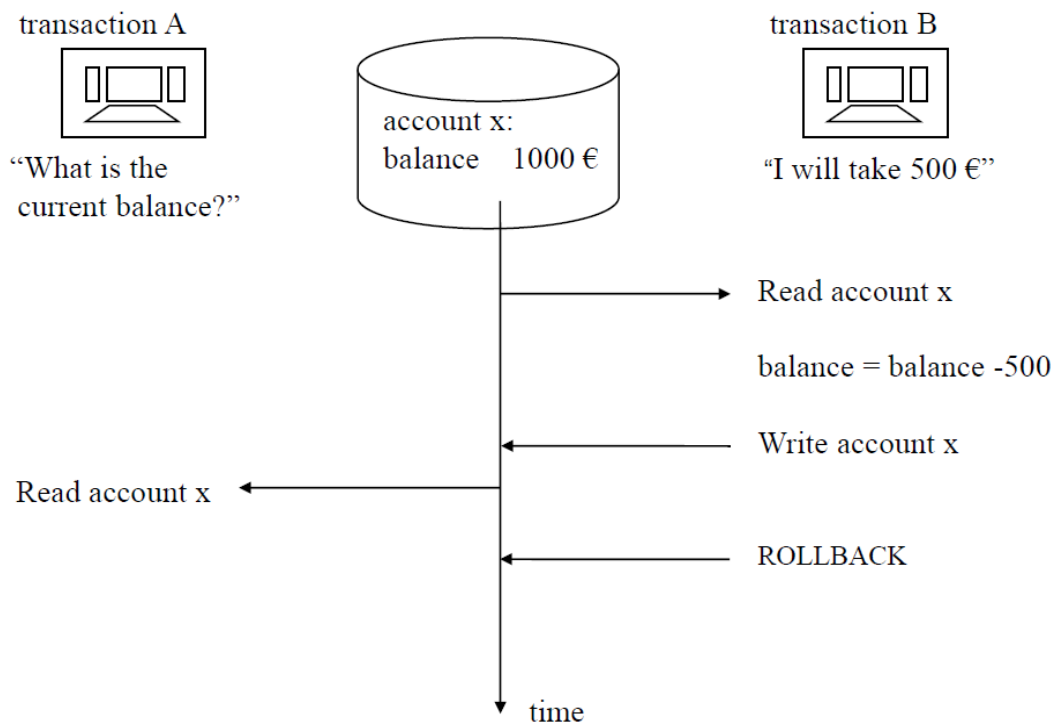 transaction A
transaction B
account x:
balance 1000 €
“What is the
current balance?”
“I will take 500 €”
Read account x
balance = balance -500
Write account x
Read account x
ROLLBACK
time